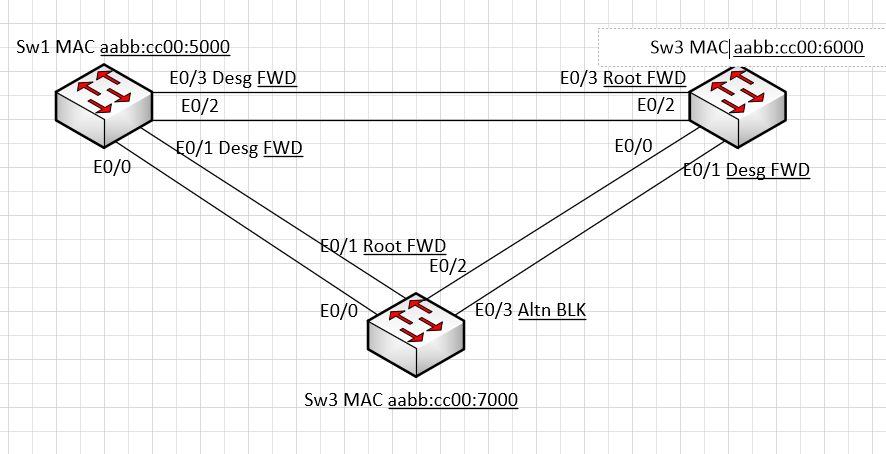 Sw1 MAC aabb:cc00:5000
Sw3 MAC aabb:cc00:6000
E0/3 Desg FWD
E0/3 Root FWD
E0/2
E0/2
E0/1 Desg FWD
E0/0
E0/0
E0/1 Desg FWD
E0/1 Root FWD
E0/2
E0/0
E0/3 Altn BLK
Sw3 MAC aabb:cc00:7000